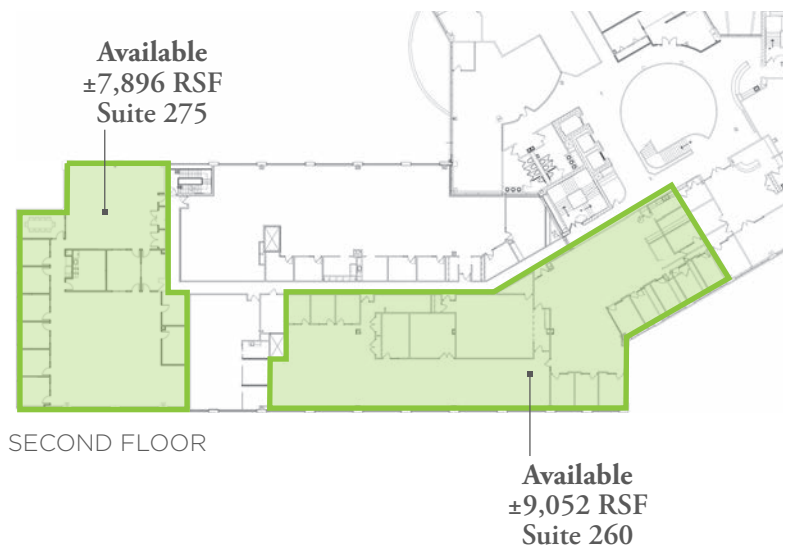 Available
±7,896 RSF
Suite 275
SECOND FLOOR
Available
±9,052 RSF
Suite 260